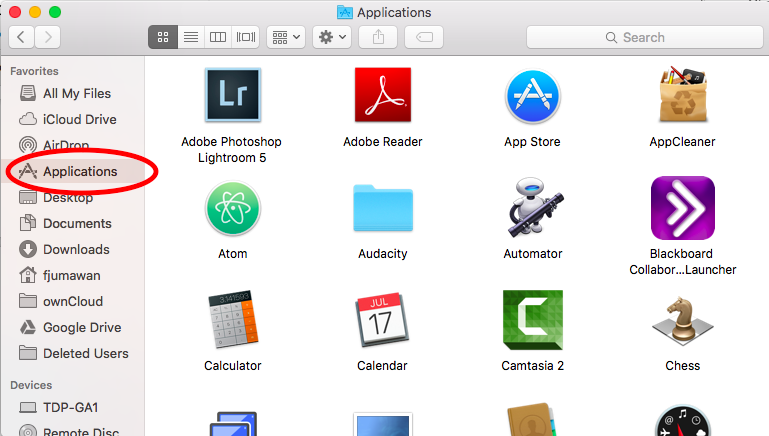 Applications
Search
Favorites
All My Files
iCloud Drive
AirDrop
Applications
Desktop
Documents
Downloads
fjumawan
ownCloud
Google Drive
Deleted Users
Devices
TDP-GA1
Remote Disc
Lr
Adobe Photoshop
Lightroom 5
Adobe Reader
App Store
AppCleaner
Atom
Audacity
Automator
Blackboard
Collabor...Launcher
3.141593
Calculator
JUL
17
Calendar
C
Camtasia 2
Chess